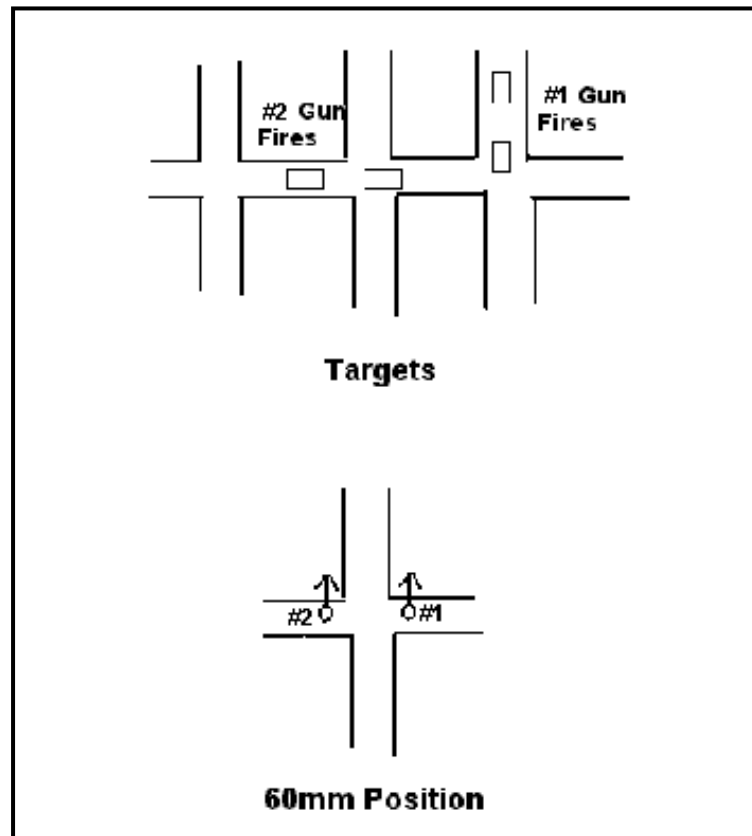 #2 Gun
Fires
#1 Gun
Fires
Targets
#2
#1
60mm Position